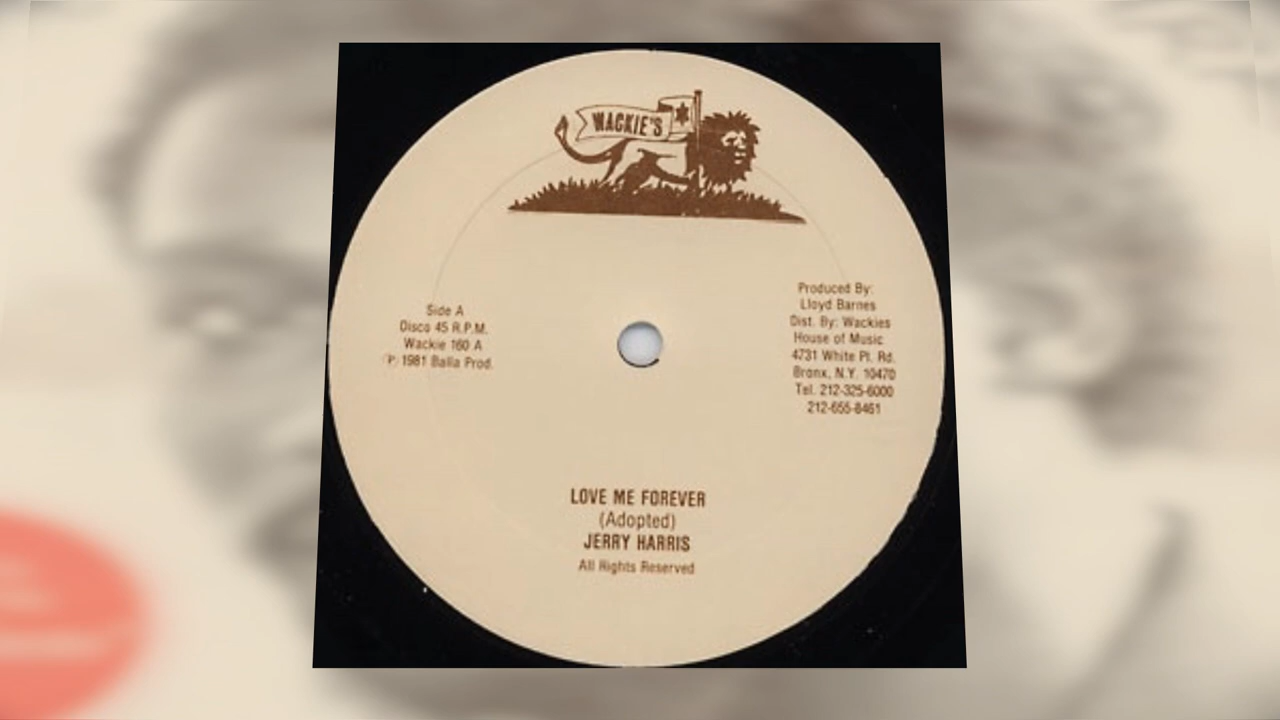 WACKIE'S
Side A
Disco 45 R.P.M.
Wackie 160 A
℗ 1981 Balla Prod.
Produced By:
Lloyd Barnes
Dist. By: Wackies
House of Music
4731 White Pl. Rd.
Bronx, N.Y. 10470
Tel. 212-325-6000
212-655-8461
LOVE ME FOREVER
(Adopted)
JERRY HARRIS
All Rights Reserved